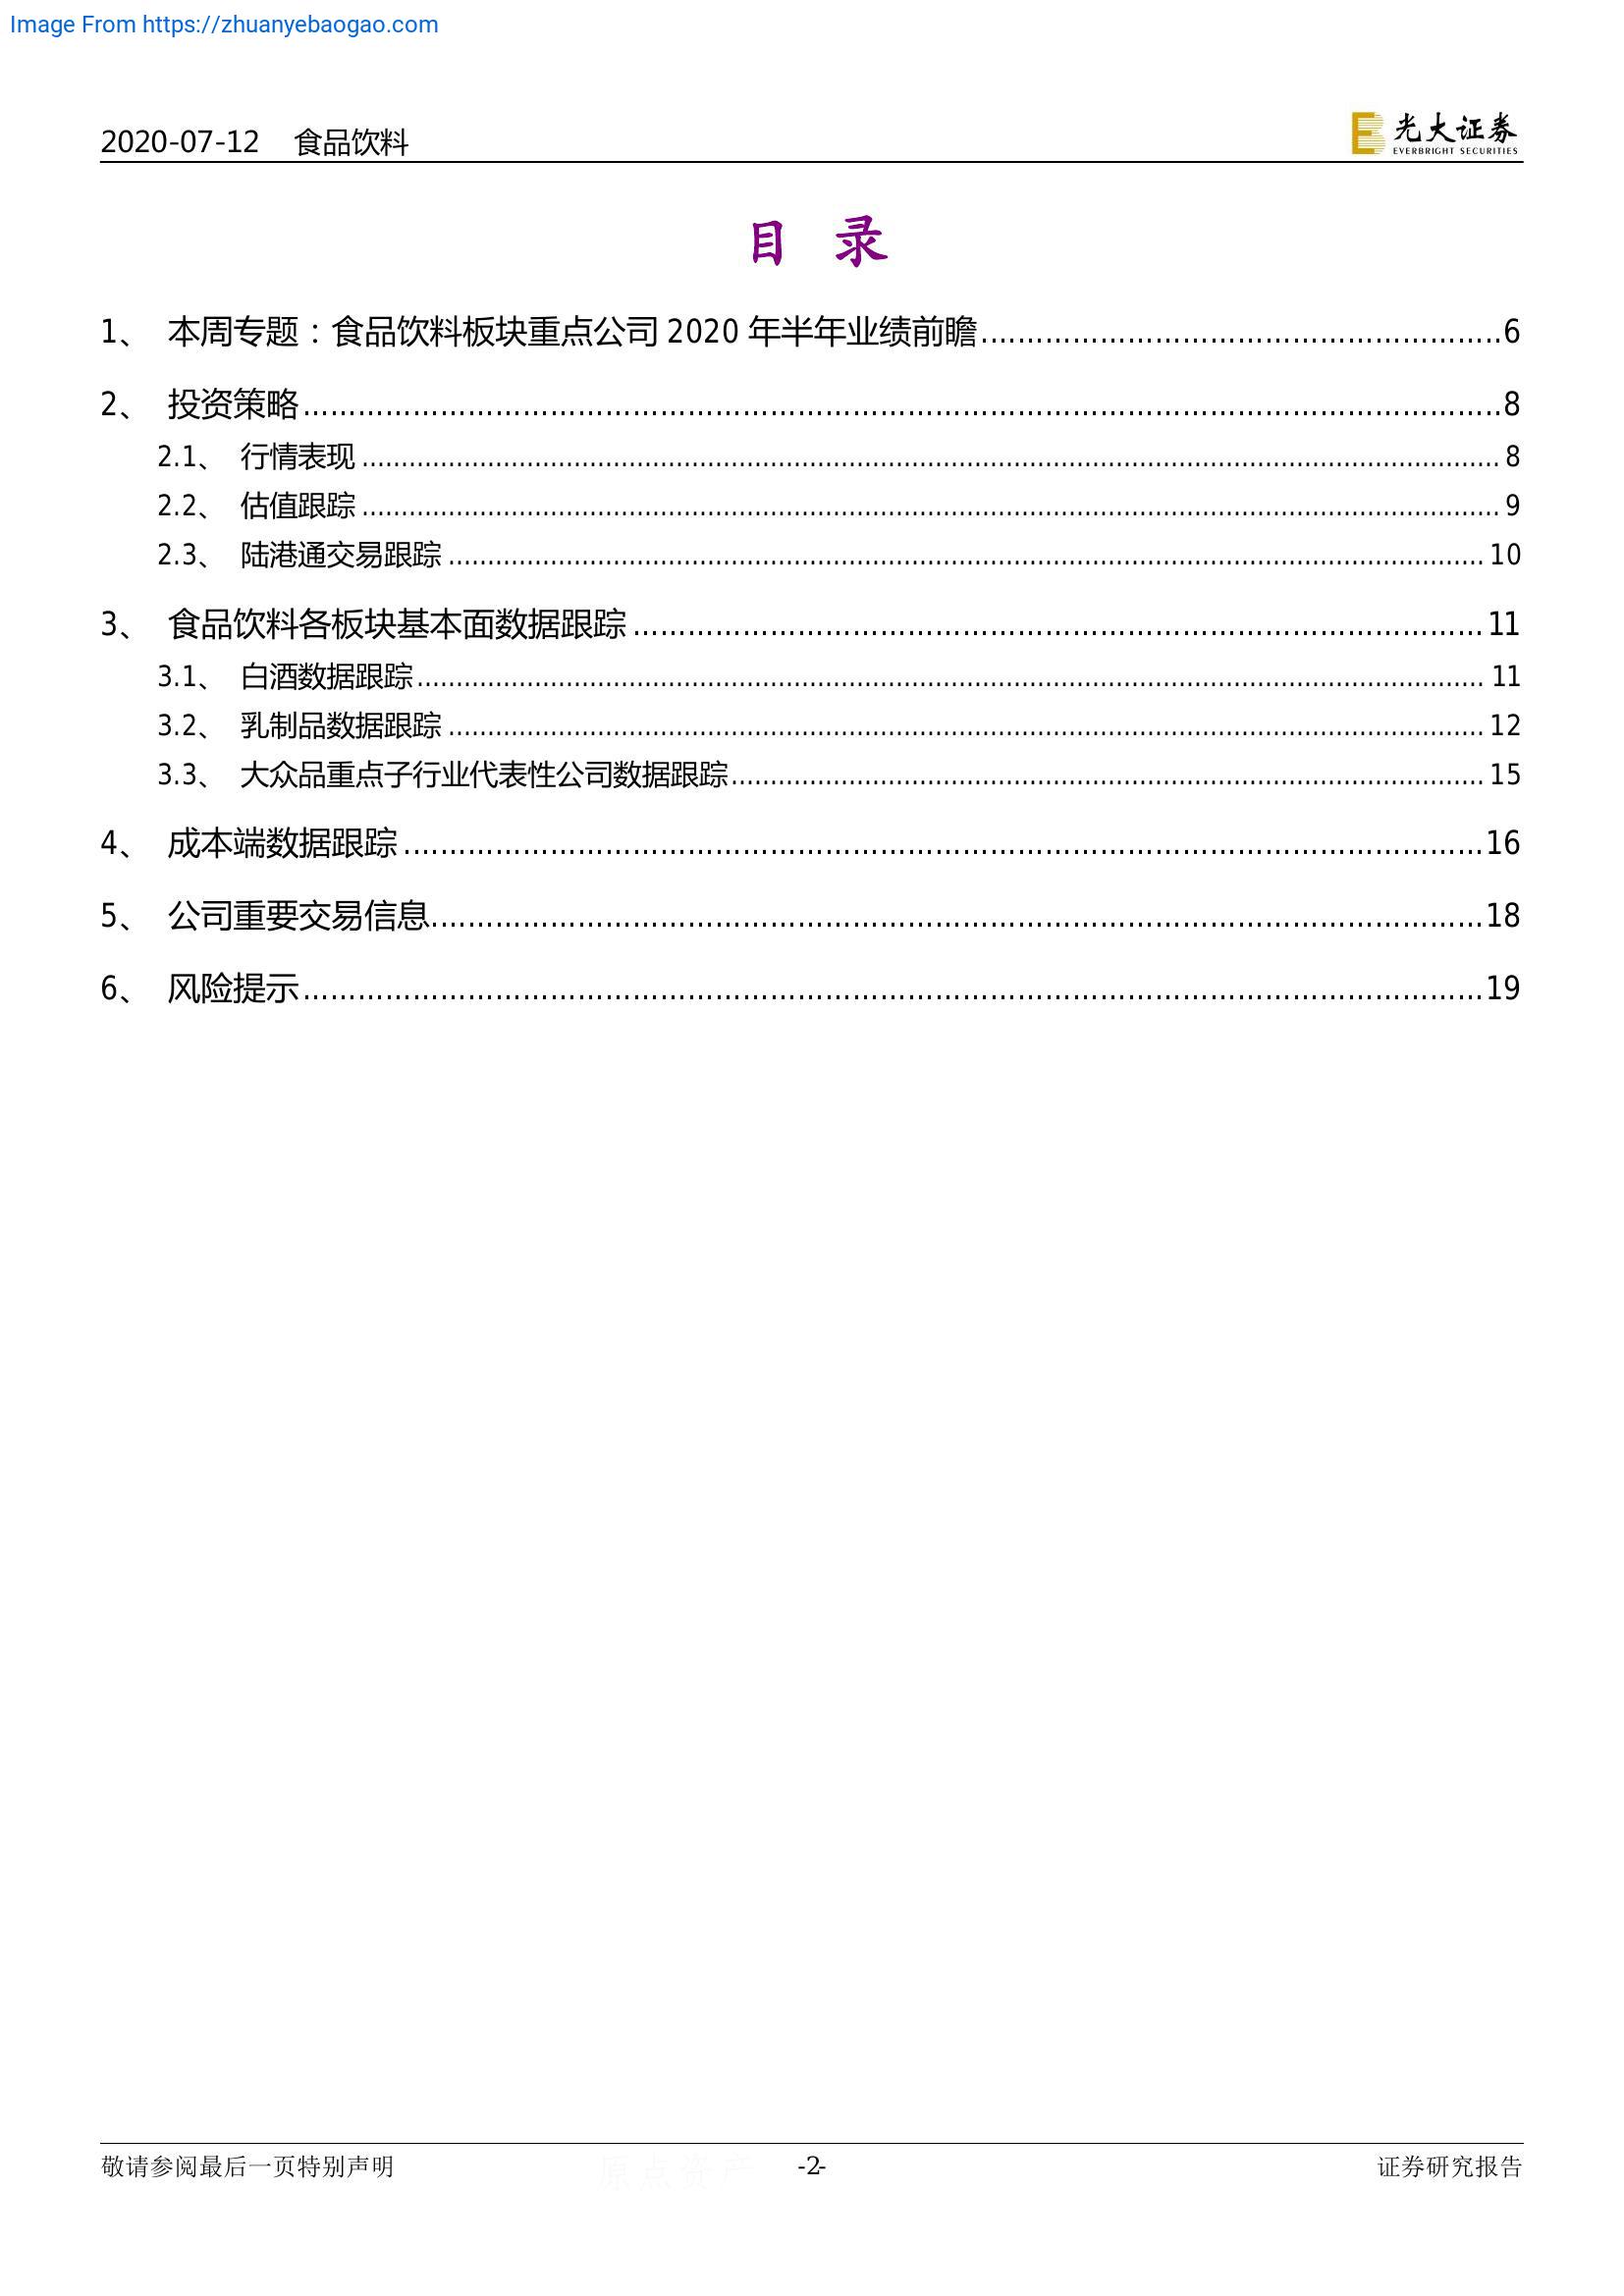 Image From https://zhuanyebaogao.com
2020-07-12 食品饮料
光大证券
EVERBRIGHT SECURITIES
目 录
1、 本周专题：食品饮料板块重点公司 2020 年半年业绩前瞻 6
2、 投资策略 8
2.1、 行情表现 8
2.2、 估值跟踪 9
2.3、 陆港通交易跟踪 10
3、 食品饮料各板块基本面数据跟踪 11
3.1、 白酒数据跟踪 11
3.2、 乳制品数据跟踪 12
3.3、 大众品重点子行业代表性公司数据跟踪 15
4、 成本端数据跟踪 16
5、 公司重要交易信息 18
6、 风险提示 19
敬请参阅最后一页特别声明 -2- 证券研究报告